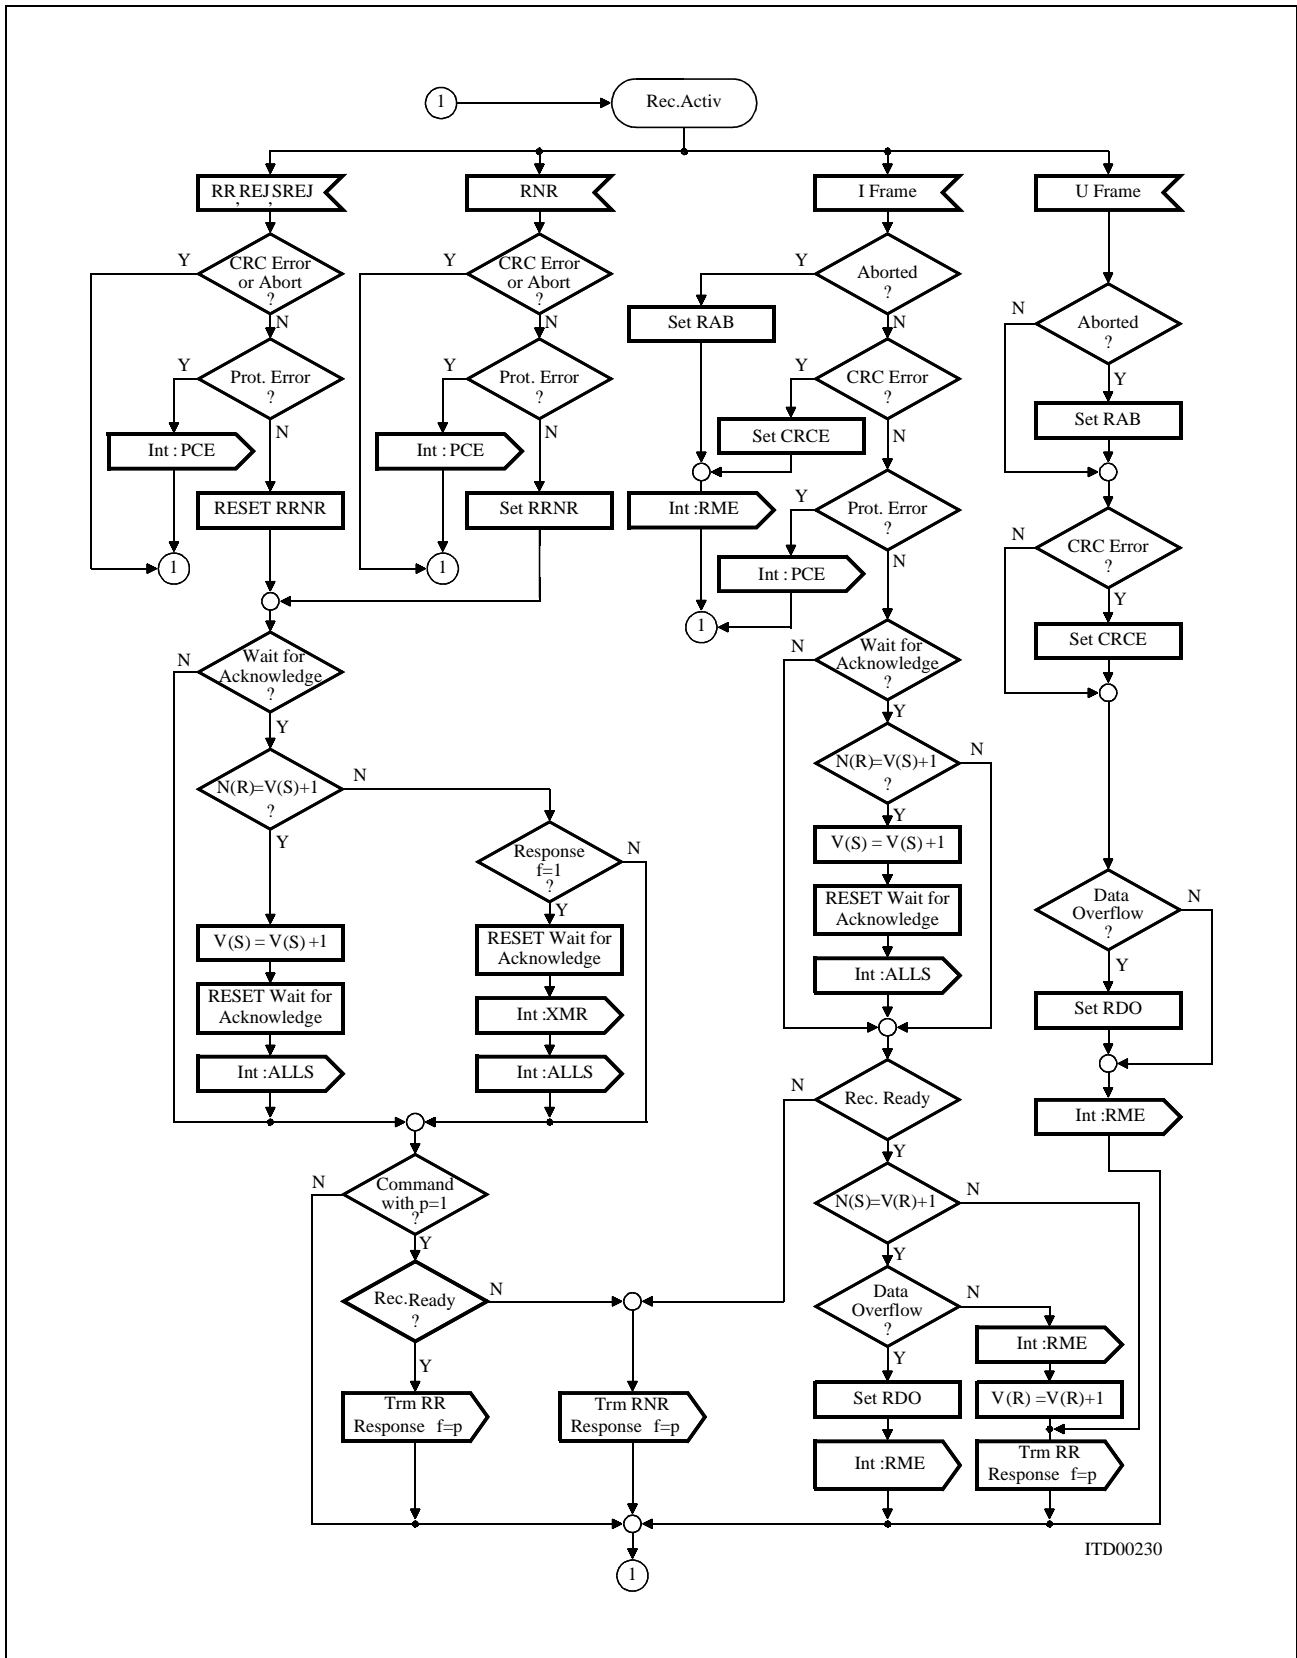 1
Rec.Activ
RR, REJ, SREJ
RNR
I Frame
U Frame
Y
CRC Error
or Abort
?
N
Y
CRC Error
or Abort
?
N
Y
Aborted
?
N
N
Aborted
?
Y
Set RAB
Set RAB
Y
Prot. Error
?
N
Y
Prot. Error
?
N
Y
CRC Error
?
N
Int : PCE
Int : PCE
Set CRCE
RESET RRNR
Set RRNR
Int :RME
Y
Prot. Error
?
N
N
CRC Error
?
Y
1
1
Int : PCE
1
Set CRCE
N
Wait for
Acknowledge
?
Y
N
Wait for
Acknowledge
?
Y
N(R)=V(S)+1
?
N
Y
N(R)=V(S)+1
?
N
Y
Response
f=1
?
N
Y
V(S) = V(S) +1
RESET Wait for
Acknowledge
Int :ALLS
Data
Overflow
?
N
Y
V(S) = V(S) +1
RESET Wait for
Acknowledge
Int :ALLS
RESET Wait for
Acknowledge
Int :XMR
Int :ALLS
Set RDO
Int :RME
N
Rec. Ready
Y
N
Command
with p=1
?
Y
N(S)=V(R)+1
N
Y
Rec.Ready
?
N
Y
Data
Overflow
?
N
Y
Int :RME
V(R) =V(R)+1
Trm RR
Response f=p
Trm RNR
Response f=p
Set RDO
Int :RME
Trm RR
Response f=p
ITD00230
1